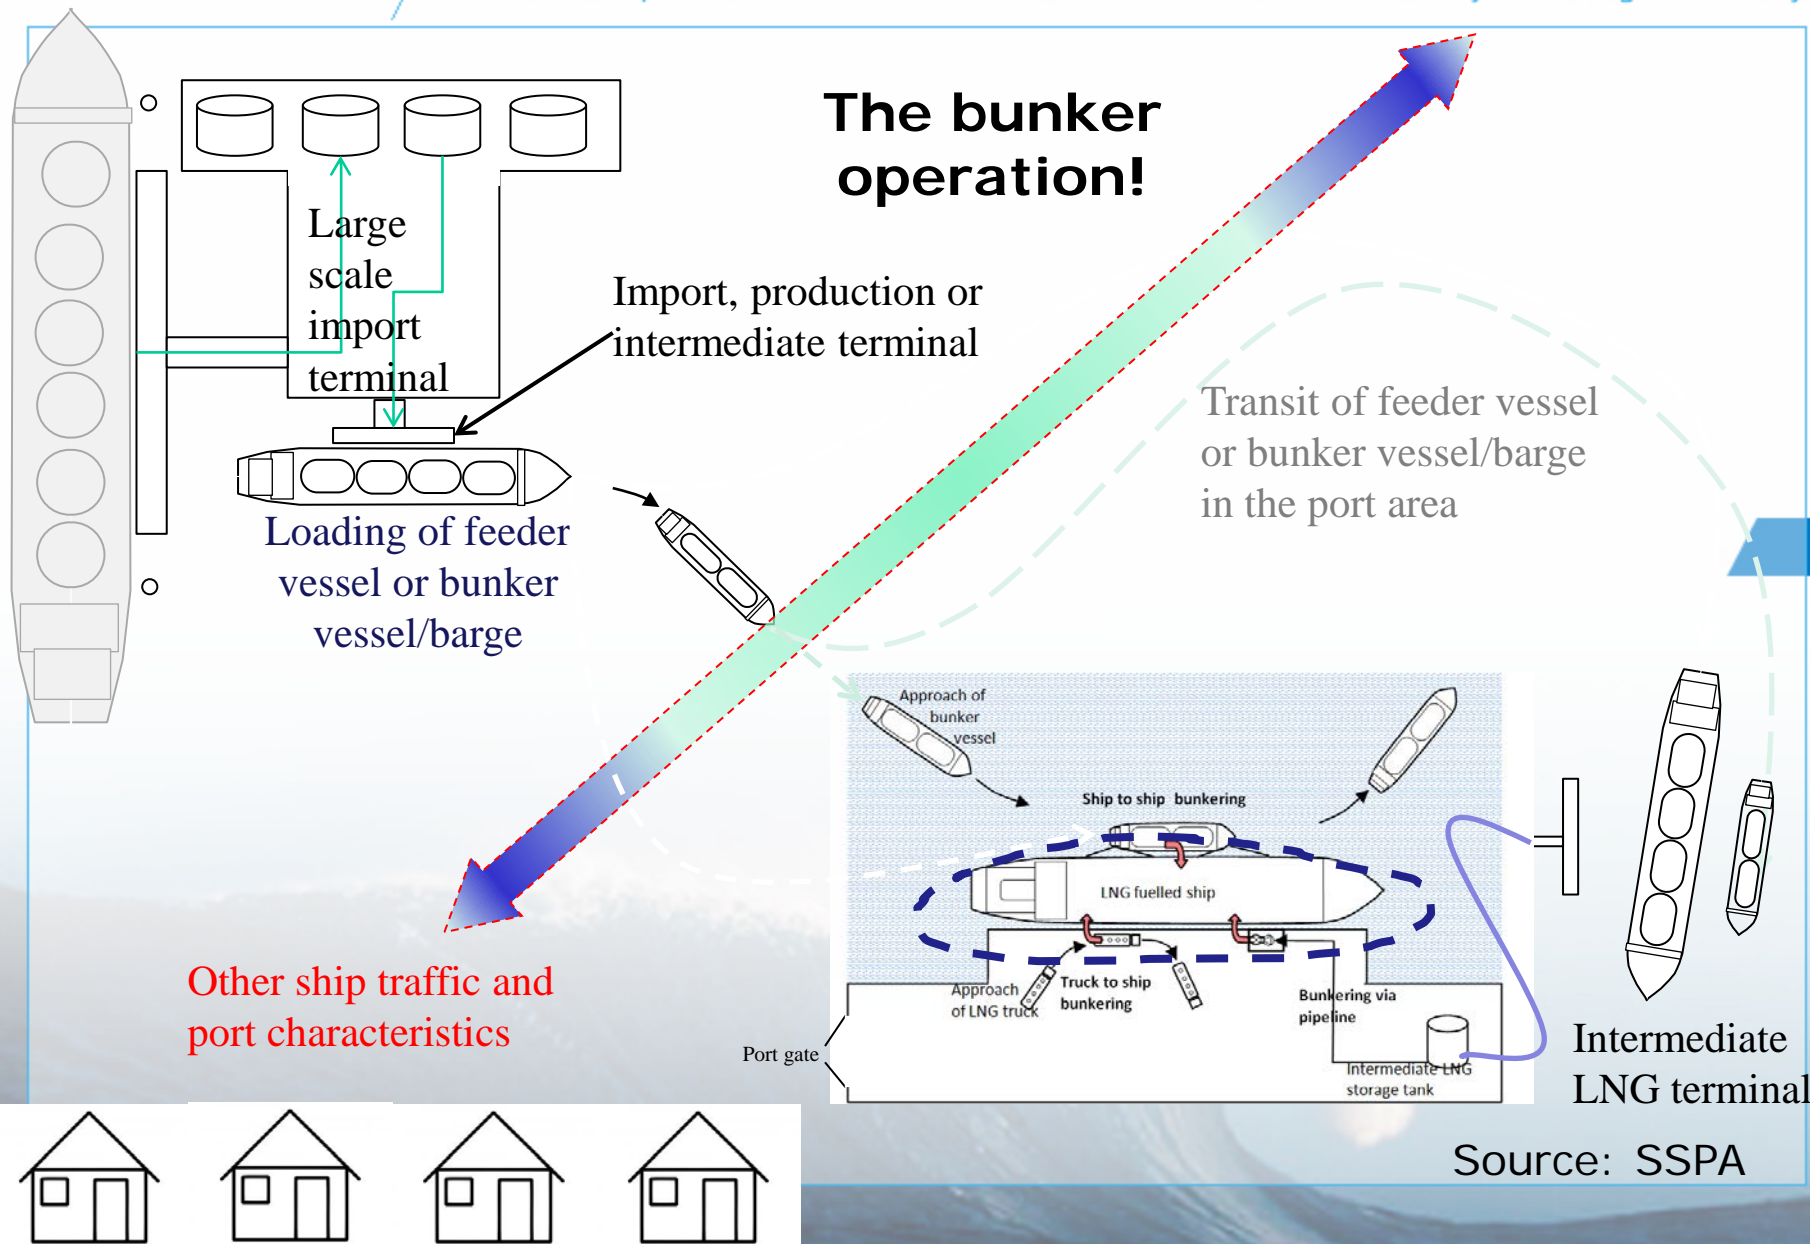 The bunker
operation!
Large
scale
import
terminal
Import, production or
intermediate terminal
Transit of feeder vessel
or bunker vessel/barge
in the port area
Loading of feeder
vessel or bunker
vessel/barge
Approach of
bunker
vessel
Ship to ship bunkering
LNG fuelled ship
Other ship traffic and
port characteristics
Approach
of LNG truck
Truck to ship
bunkering
Bunkering via
pipeline
Port gate
Intermediate LNG
storage tank
Intermediate
LNG terminal
Source: SSPA